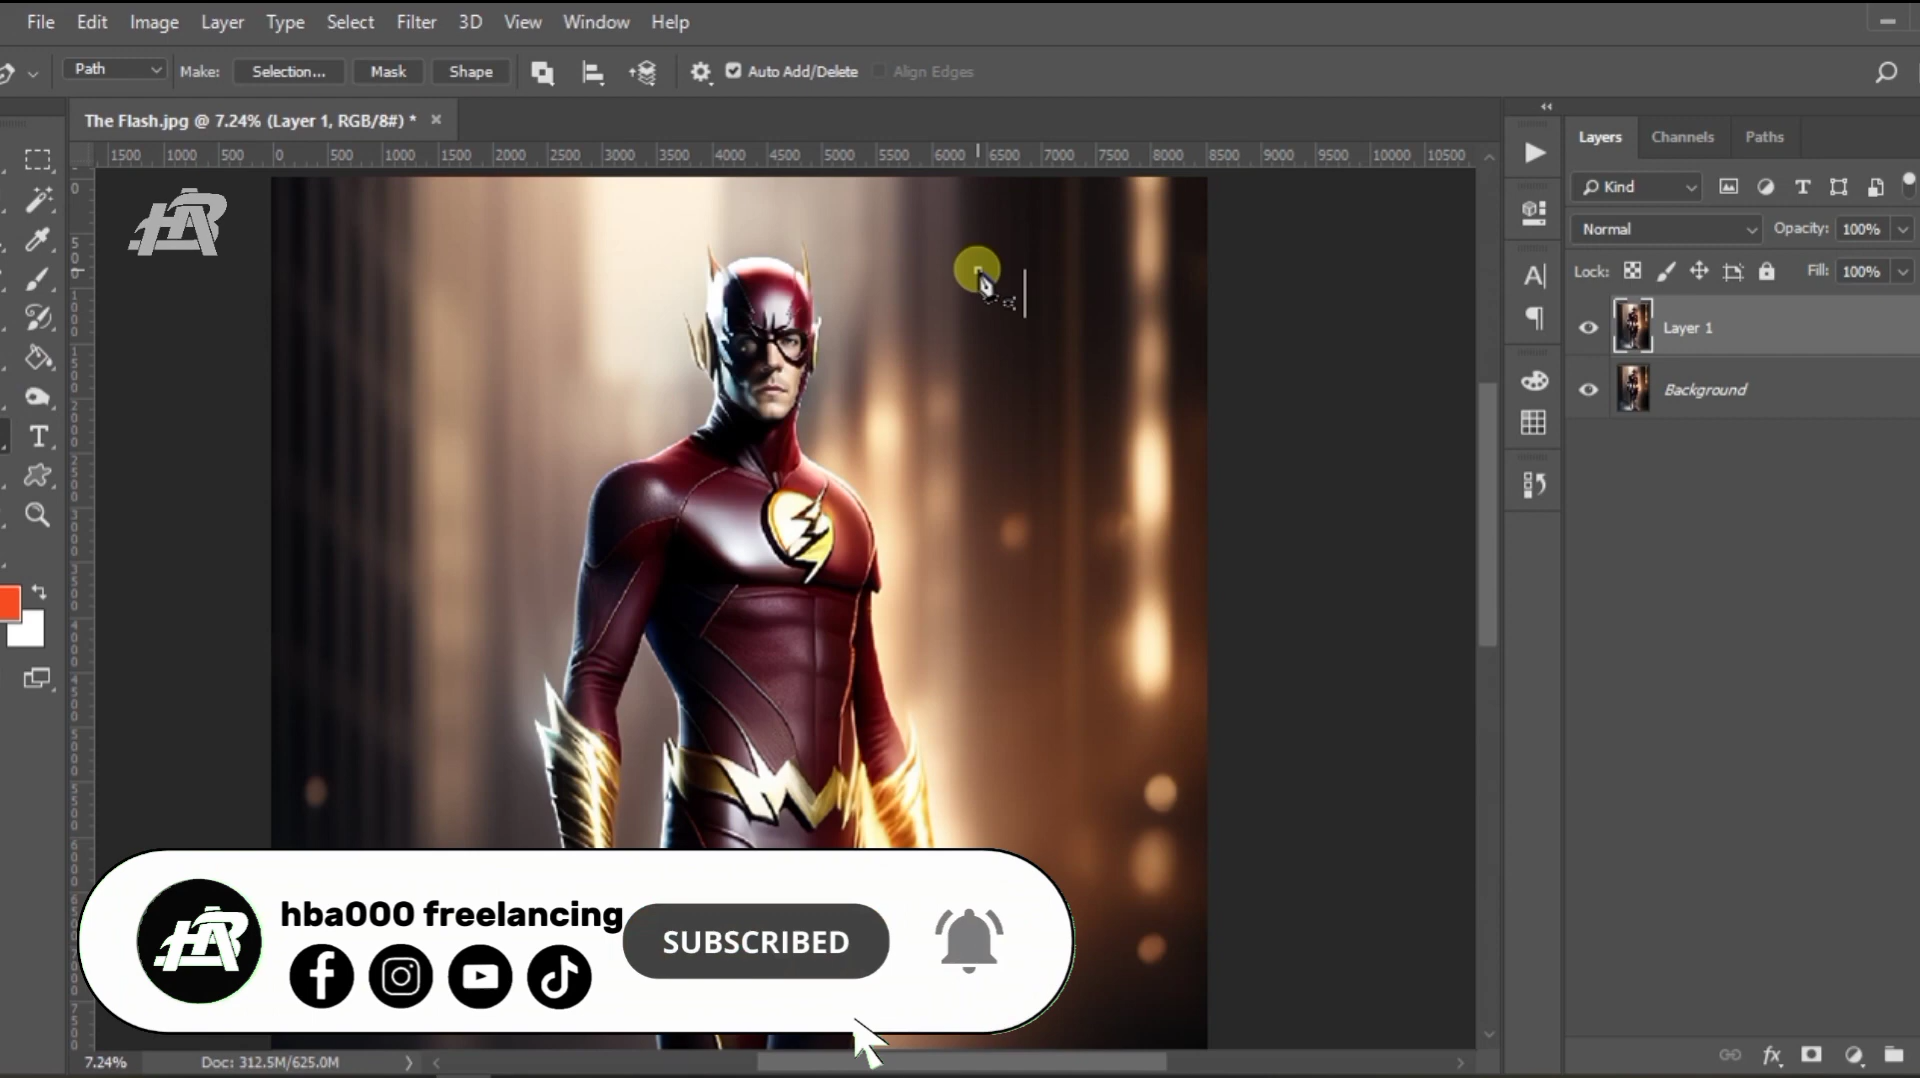 File Edit Image Layer Type Select Filter 3D View Window Help
Path Make: Selection... Mask Shape Auto Add/Delete Align Edges
The Flash.jpg @ 7.24% (Layer 1, RGB/8#) *
1500 1000 500 0 500 1000 1500 2000 2500 3000 3500 4000 4500 5000 5500 6000 6500 7000 7500 8000 8500 9000 9500 10000 10500
Layers Channels Paths
Kind
Normal Opacity: 100%
Lock: Fill: 100%
Layer 1
Background
HBA
hba000 freelancing
SUBSCRIBED
7.24% Doc: 312.5M/625.0M